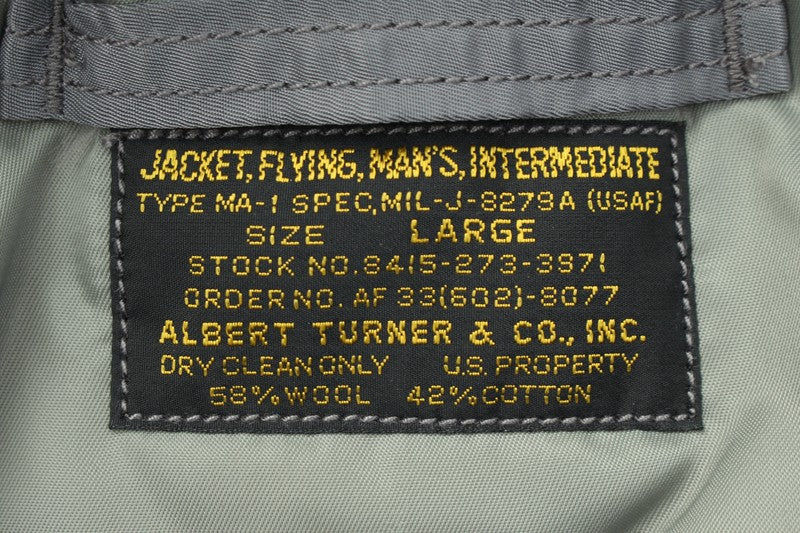 JACKET, FLYING, MAN'S, INTERMEDIATE
TYPE MA-1 SPEC, MIL-J-8279A (USAF)
SIZE LARGE
STOCK NO. 8415-273-3971
ORDER NO. AF 33(602)-8077
ALBERT TURNER & CO., INC.
DRY CLEAN ONLY U.S. PROPERTY
58% WOOL 42% COTTON